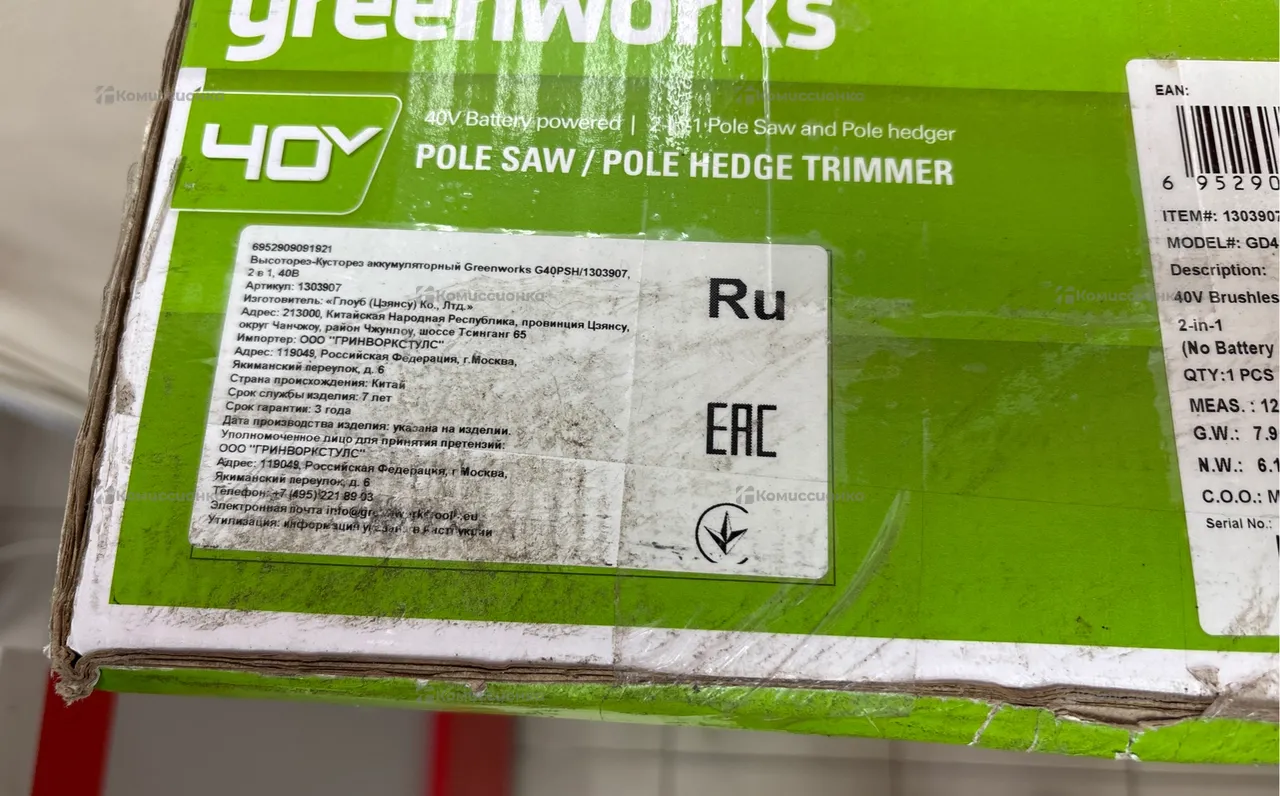 greenworks
40V
40V Battery powered | 2-in-1 Pole Saw and Pole hedger
POLE SAW / POLE HEDGE TRIMMER
6952909091921
Высоторез-Кусторез аккумуляторный Greenworks G40PSH/1303907,
2 в 1, 40В
Артикул: 1303907
Изготовитель: «Глоуб (Цзянсу) Ко., Лтд.»
Адрес: 213000, Китайская Народная Республика, провинция Цзянсу,
округ Чанчжоу, район Чжунлоу, шоссе Тсинганг 65
Импортер: ООО "ГРИНВОРКСТУЛС"
Адрес: 119049, Российская Федерация, г.Москва,
Якиманский переулок, д. 6
Страна происхождения: Китай
Срок службы изделия: 7 лет
Срок гарантии: 3 года
Дата производства изделия: указана на изделии.
Уполномоченное лицо для принятия претензий:
ООО "ГРИНВОРКСТУЛС"
Адрес: 119049, Российская Федерация, г Москва,
Якиманский переулок, д. 6
Телефон: +7 (495) 221 89 03
Электронная почта
Утилизация: информация
Ru
EAC
EAN:
6 95290
ITEM#: 1303907
MODEL#: GD4
Description:
40V Brushles
2-in-1
(No Battery
QTY:1 PCS
MEAS. : 12
G.W.: 7.9
N.W.: 6.1
C.O.O.: M
Serial No.:
Комиссионка
Комиссионка
Комиссионка
Комиссионка
Комиссионка
Комиссионка